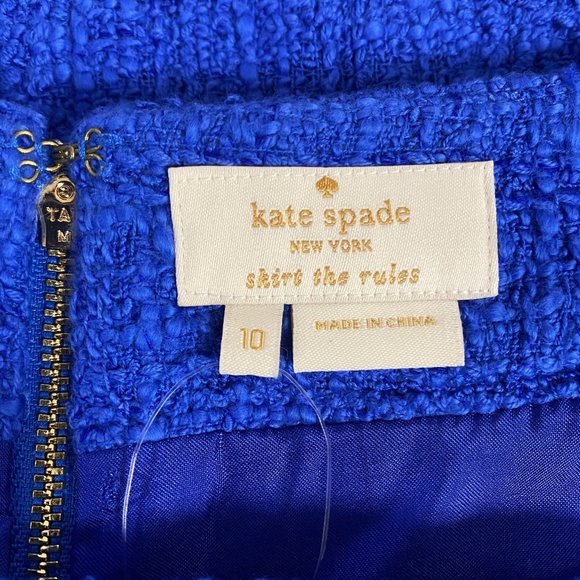 kate spade
NEW YORK
skirt the rules
10
MADE IN CHINA